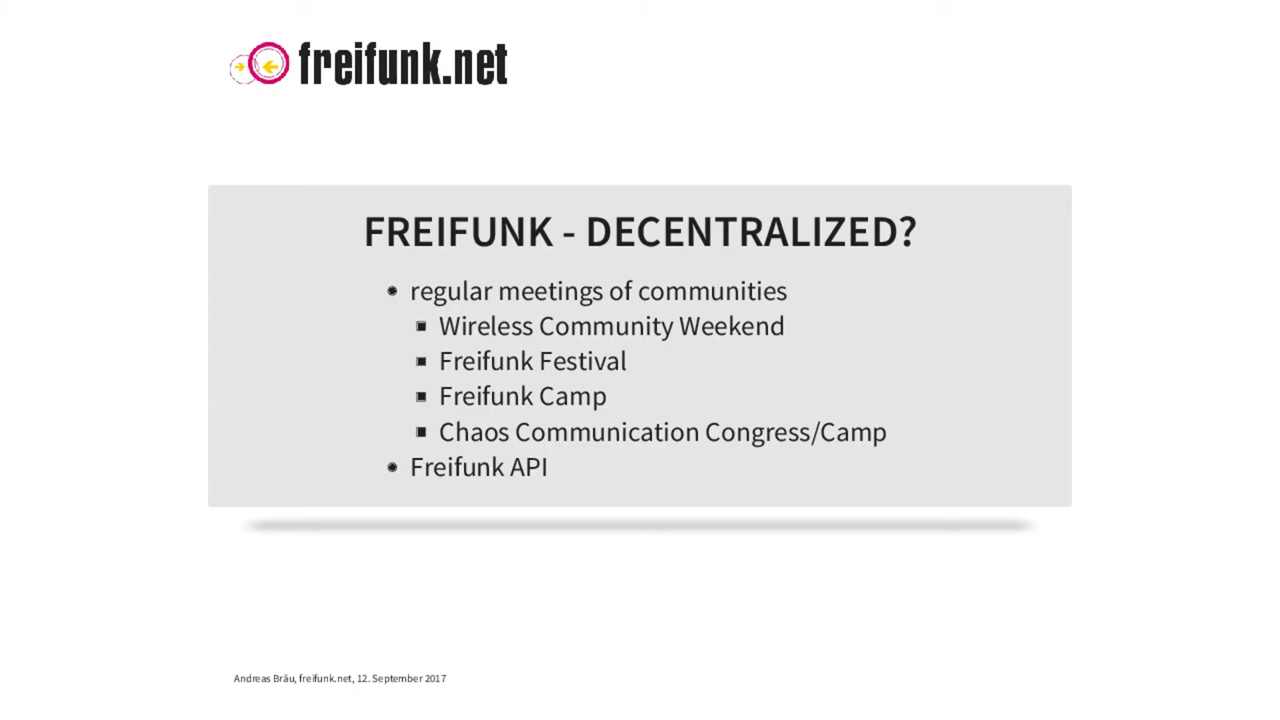 freifunk.net
FREIFUNK - DECENTRALIZED?
regular meetings of communities
Wireless Community Weekend
Freifunk Festival
Freifunk Camp
Chaos Communication Congress/Camp
Freifunk API
Andreas Bräu, freifunk.net, 12. September 2017